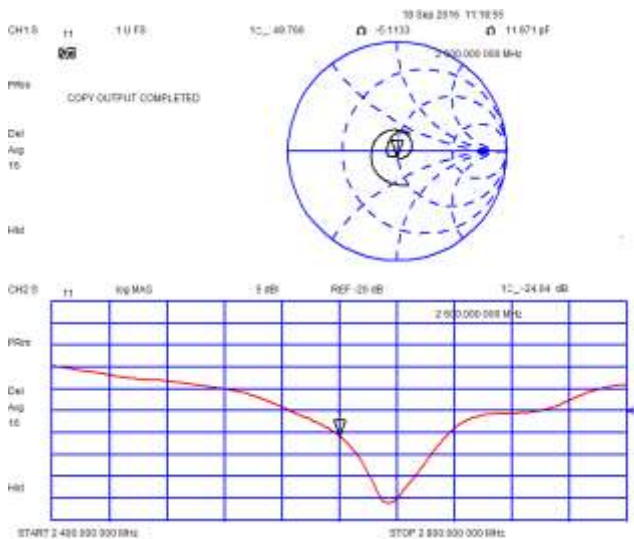 18 Sep 2016 11:18:55
CH1 S 11 1 U FS 1: 49.766 Ω -5.1133 Ω 11.971 pF
2 600.000 000 MHz
PRm
COPY OUTPUT COMPLETED
Del
Avg
16
Hld
CH2 S 11 log MAG 5 dB/ REF -20 dB 1: -24.84 dB
2 600.000 000 MHz
PRm
Del
Avg
16
Hld
START 2 400.000 000 MHz STOP 2 800.000 000 MHz